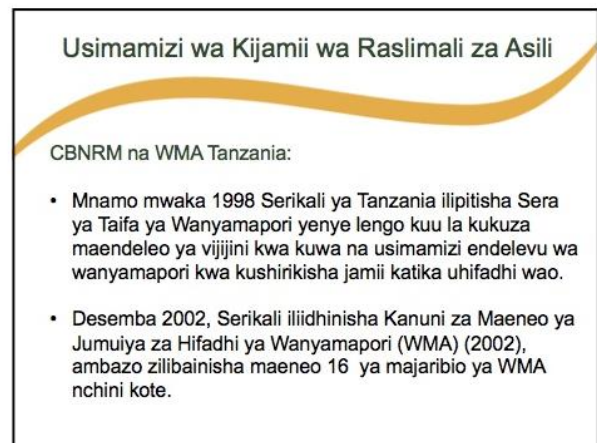 Usimamizi wa Kijamii wa Raslimali za Asili
CBNRM na WMA Tanzania:
• Mnamo mwaka 1998 Serikali ya Tanzania ilipitisha Sera
ya Taifa ya Wanyamapori yenye lengo kuu la kukuza
maendeleo ya vijijini kwa kuwa na usimamizi endelevu wa
wanyamapori kwa kushirikisha jamii katika uhifadhi wao.
• Desemba 2002, Serikali iliidhinisha Kanuni za Maeneo ya
Jumuiya za Hifadhi ya Wanyamapori (WMA) (2002),
ambazo zilibainisha maeneo 16 ya majaribio ya WMA
nchini kote.